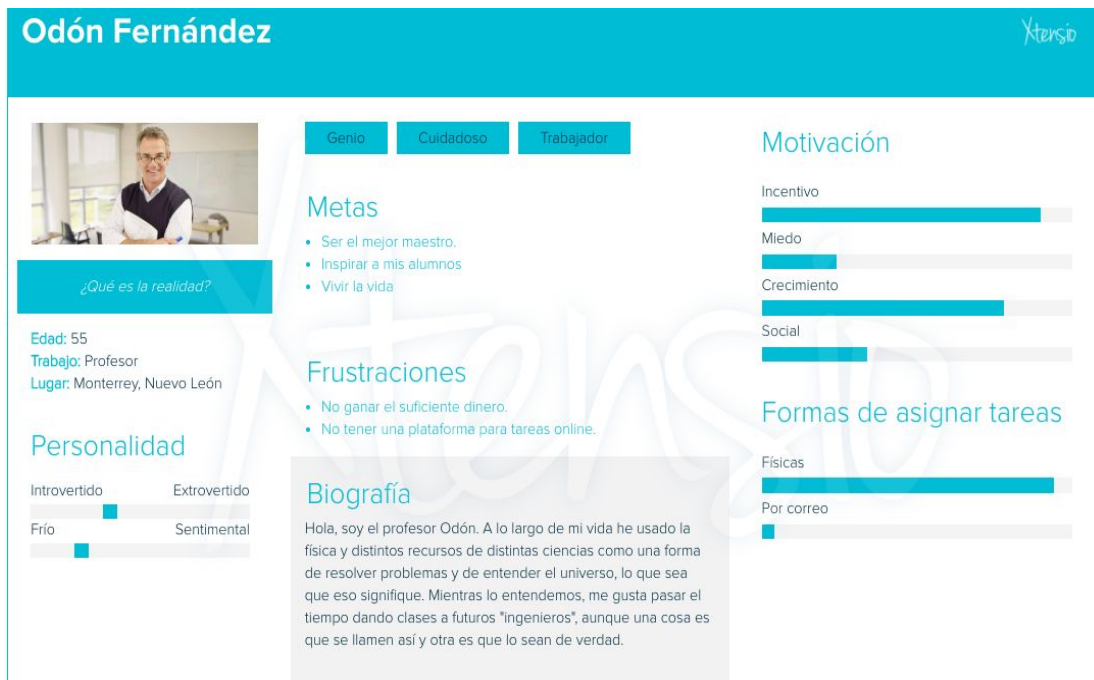 Odón Fernández
Xtensio
¿Qué es la realidad?
Edad: 55
Trabajo: Profesor
Lugar: Monterrey, Nuevo León
Personalidad
Introvertido Extrovertido
Frío Sentimental
Genio Cuidadoso Trabajador
Metas
• Ser el mejor maestro.
• Inspirar a mis alumnos
• Vivir la vida
Frustraciones
• No ganar el suficiente dinero.
• No tener una plataforma para tareas online.
Biografía
Hola, soy el profesor Odón. A lo largo de mi vida he usado la
física y distintos recursos de distintas ciencias como una forma
de resolver problemas y de entender el universo, lo que sea
que eso signifique. Mientras lo entendemos, me gusta pasar el
tiempo dando clases a futuros "ingenieros", aunque una cosa es
que se llamen así y otra es que lo sean de verdad.
Motivación
Incentivo
Miedo
Crecimiento
Social
Formas de asignar tareas
Físicas
Por correo
Xtensio